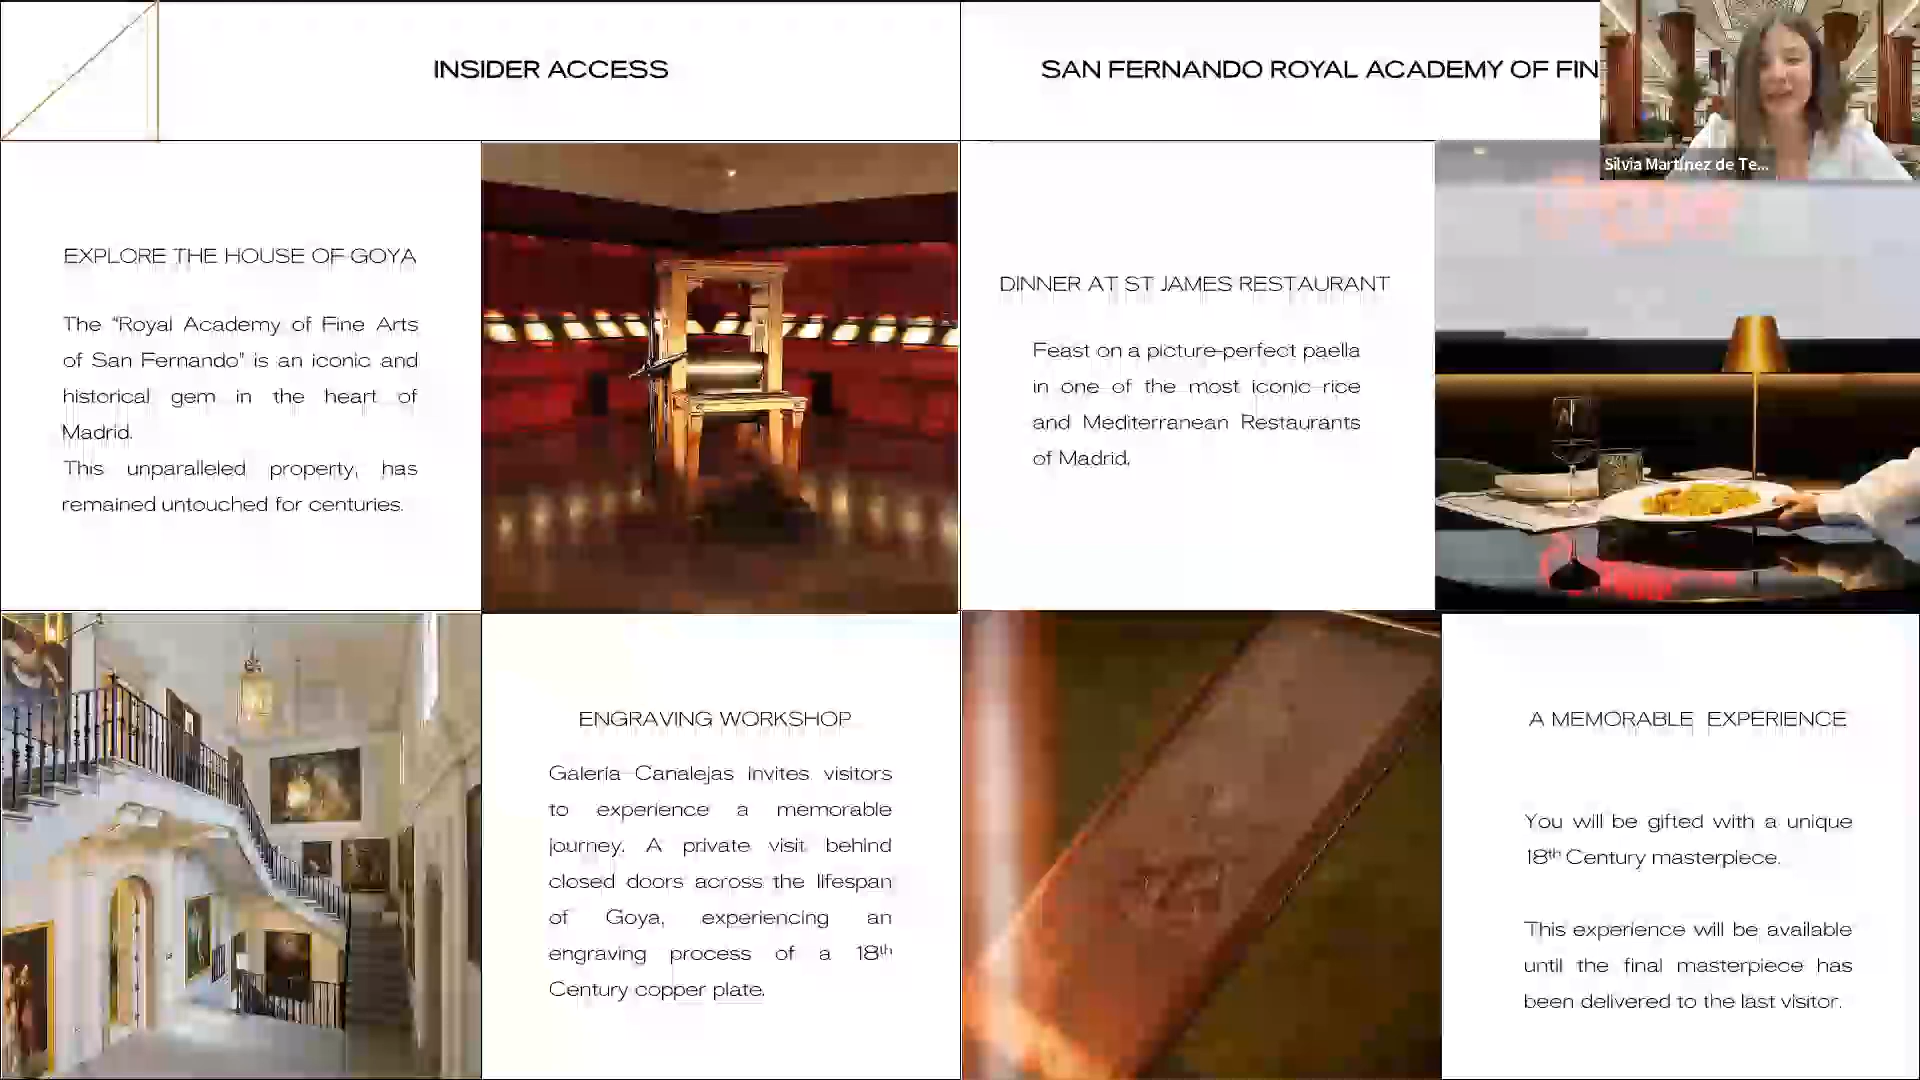 INSIDER ACCESS
SAN FERNANDO ROYAL ACADEMY OF FIN
Silvia Martínez de Te...
EXPLORE THE HOUSE OF GOYA
The “Royal Academy of Fine Arts
of San Fernando” is an iconic and
historical gem in the heart of
Madrid.
This unparalleled property, has
remained untouched for centuries.
DINNER AT ST JAMES RESTAURANT
Feast on a picture-perfect paella
in one of the most iconic rice
and Mediterranean Restaurants
of Madrid.
ENGRAVING WORKSHOP
Galería Canalejas invites visitors
to experience a memorable
journey. A private visit behind
closed doors across the lifespan
of Goya, experiencing an
engraving process of a 18th
Century copper plate.
A MEMORABLE EXPERIENCE
You will be gifted with a unique
18th Century masterpiece.
This experience will be available
until the final masterpiece has
been delivered to the last visitor.